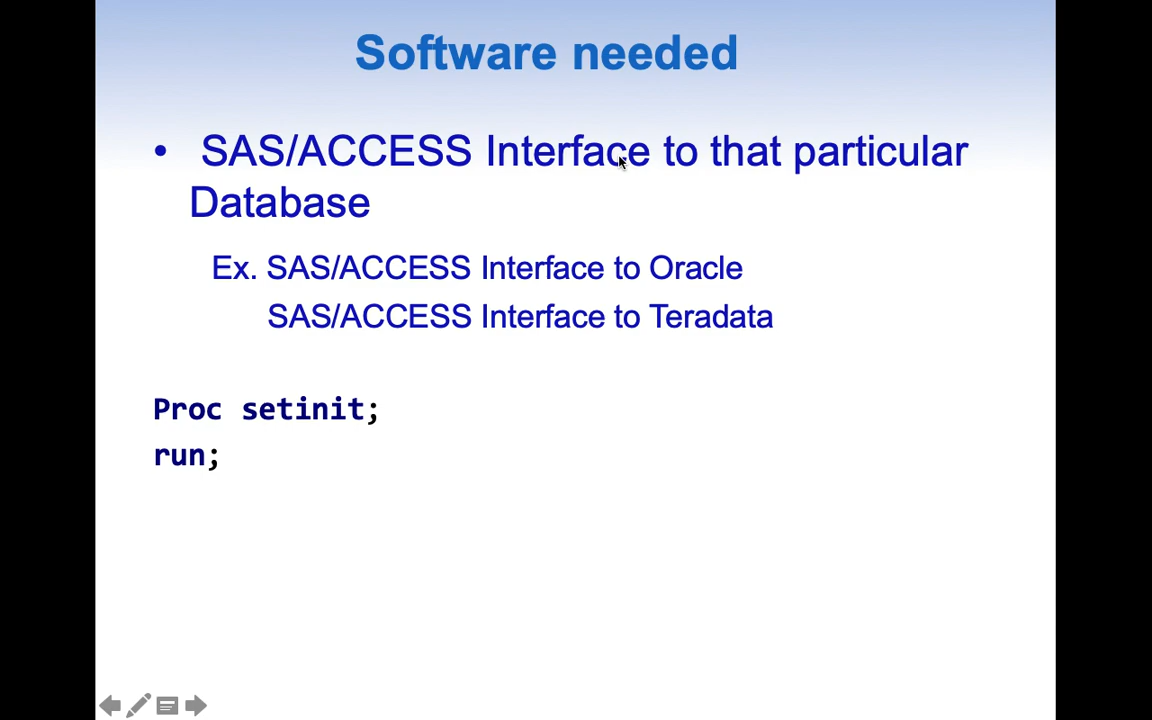 Software needed
• SAS/ACCESS Interface to that particular
Database
Ex. SAS/ACCESS Interface to Oracle
SAS/ACCESS Interface to Teradata
Proc setinit;
run;